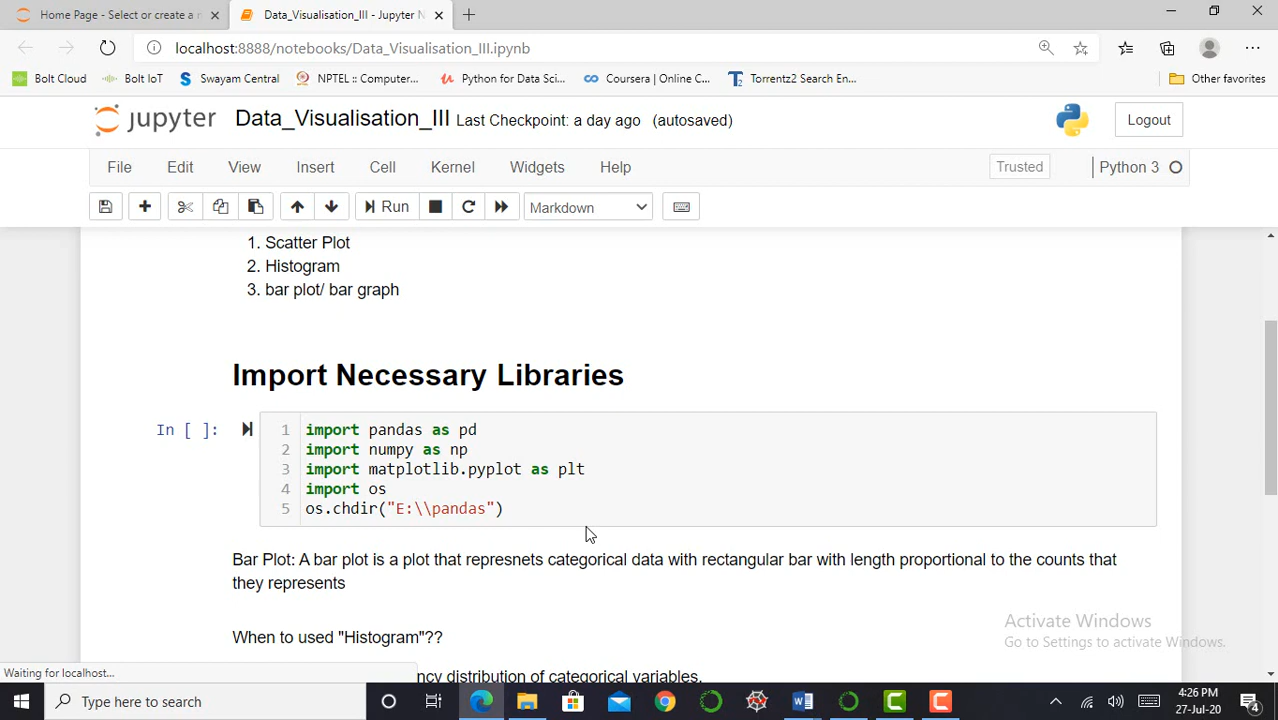 Home Page - Select or create a n
Data_Visualisation_III - Jupyter N
localhost:8888/notebooks/Data_Visualisation_III.ipynb
Bolt Cloud
Bolt IoT
Swayam Central
NPTEL :: Computer...
Python for Data Sci...
Coursera | Online C...
Torrentz2 Search En...
Other favorites
jupyter Data_Visualisation_III Last Checkpoint: a day ago (autosaved)
Logout
File Edit View Insert Cell Kernel Widgets Help
Trusted
Python 3
Run
Markdown
1. Scatter Plot
2. Histogram
3. bar plot/ bar graph
Import Necessary Libraries
In [ ]:
1 import pandas as pd
2 import numpy as np
3 import matplotlib.pyplot as plt
4 import os
5 os.chdir("E:\\pandas")
Bar Plot: A bar plot is a plot that represnets categorical data with rectangular bar with length proportional to the counts that
they represents
Activate Windows
When to used "Histogram"??
Go to Settings to activate Windows.
Waiting for localhost...
ncy distribution of categorical variables.
Type here to search
4:26 PM
27-Jul-20
4